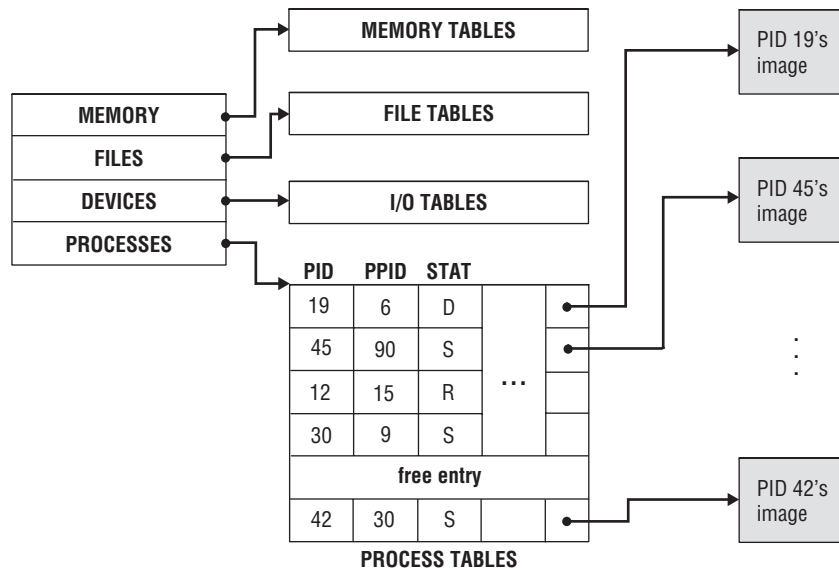 MEMORY TABLES
PID 19's
image
MEMORY
FILE TABLES
FILES
DEVICES
I/O TABLES
PID 45's
image
PROCESSES
PID PPID STAT
19 6 D
45 90 S
12 15 R
...
30 9 S
free entry
42 30 S
PID 42's
image
PROCESS TABLES